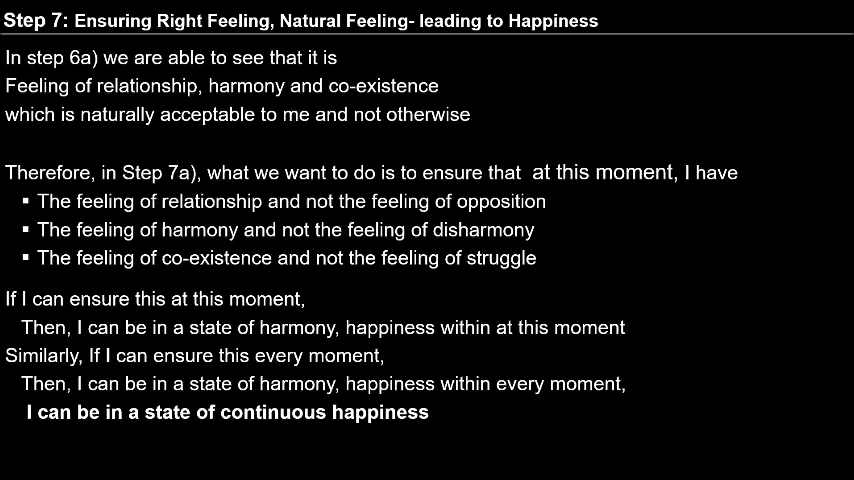 Step 7: Ensuring Right Feeling, Natural Feeling- leading to Happiness
In step 6a) we are able to see that it is
Feeling of relationship, harmony and co-existence
which is naturally acceptable to me and not otherwise
Therefore, in Step 7a), what we want to do is to ensure that at this moment, I have
▪ The feeling of relationship and not the feeling of opposition
▪ The feeling of harmony and not the feeling of disharmony
▪ The feeling of co-existence and not the feeling of struggle
If I can ensure this at this moment,
Then, I can be in a state of harmony, happiness within at this moment
Similarly, If I can ensure this every moment,
Then, I can be in a state of harmony, happiness within every moment,
I can be in a state of continuous happiness